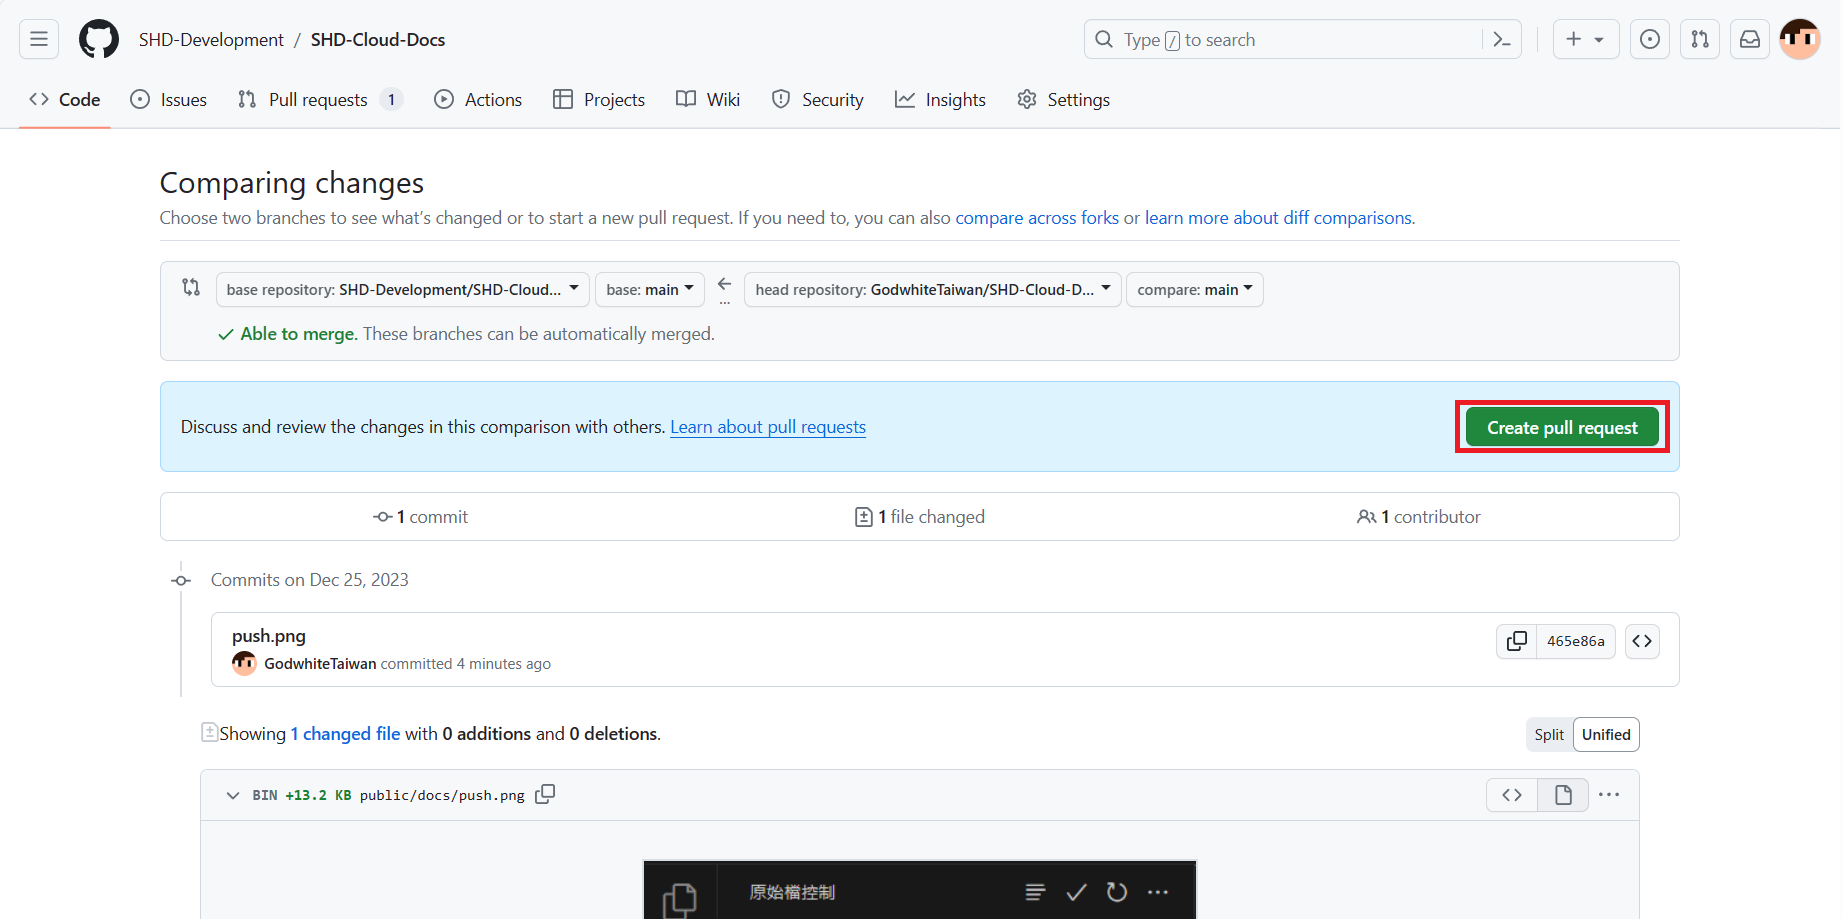 SHD-Development / SHD-Cloud-Docs
Type / to search
Code Issues Pull requests 1 Actions Projects Wiki Security Insights Settings
Comparing changes
Choose two branches to see what's changed or to start a new pull request. If you need to, you can also compare across forks or learn more about diff comparisons.
base repository: SHD-Development/SHD-Cloud... base: main head repository: GodwhiteTaiwan/SHD-Cloud-D... compare: main
Able to merge. These branches can be automatically merged.
Discuss and review the changes in this comparison with others. Learn about pull requests Create pull request
1 commit 1 file changed 1 contributor
Commits on Dec 25, 2023
push.png
465e86a
GodwhiteTaiwan committed 4 minutes ago
Showing 1 changed file with 0 additions and 0 deletions. Split Unified
BIN +13.2 KB public/docs/push.png
原始檔控制